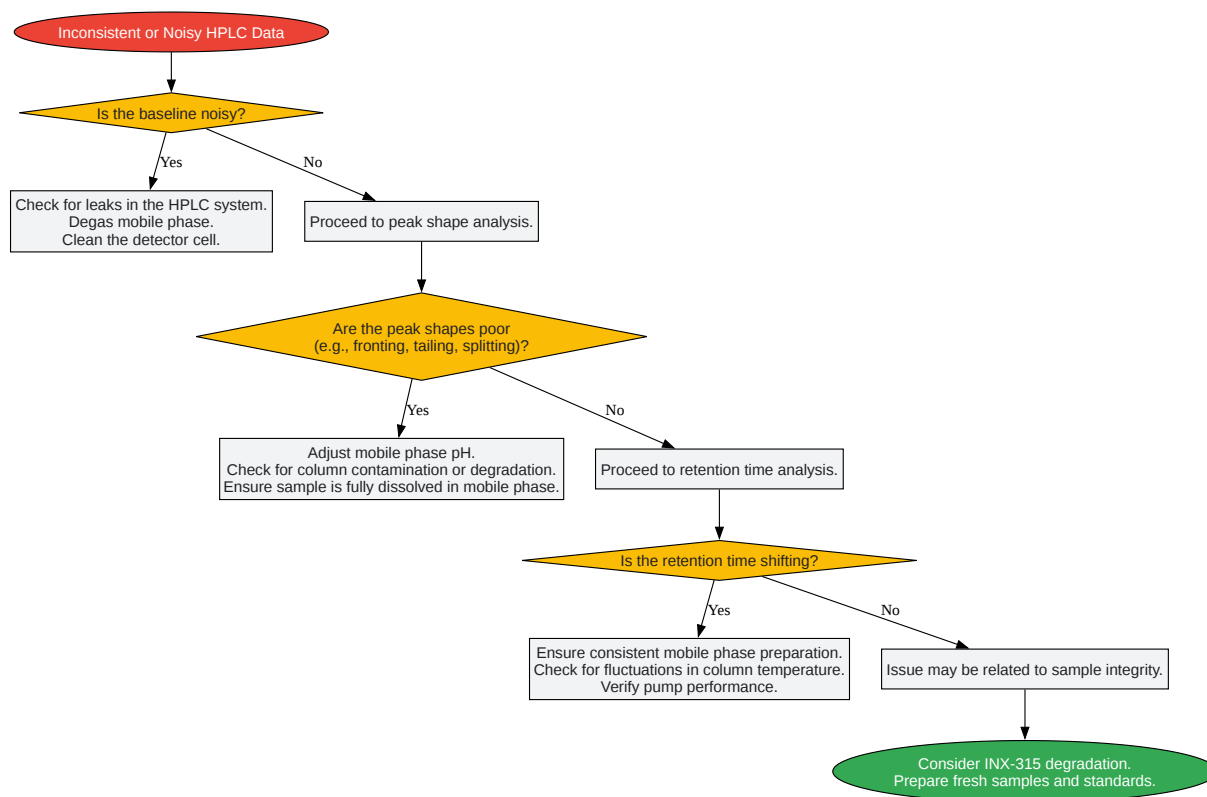 Inconsistent or Noisy HPLC Data
Is the baseline noisy?
Yes
No
Check for leaks in the HPLC system.
Degas mobile phase.
Clean the detector cell.
Proceed to peak shape analysis.
Are the peak shapes poor
(e.g., fronting, tailing, splitting)?
Yes
No
Adjust mobile phase pH.
Check for column contamination or degradation.
Ensure sample is fully dissolved in mobile phase.
Proceed to retention time analysis.
Is the retention time shifting?
Yes
No
Ensure consistent mobile phase preparation.
Check for fluctuations in column temperature.
Verify pump performance.
Issue may be related to sample integrity.
Consider INX-315 degradation.
Prepare fresh samples and standards.